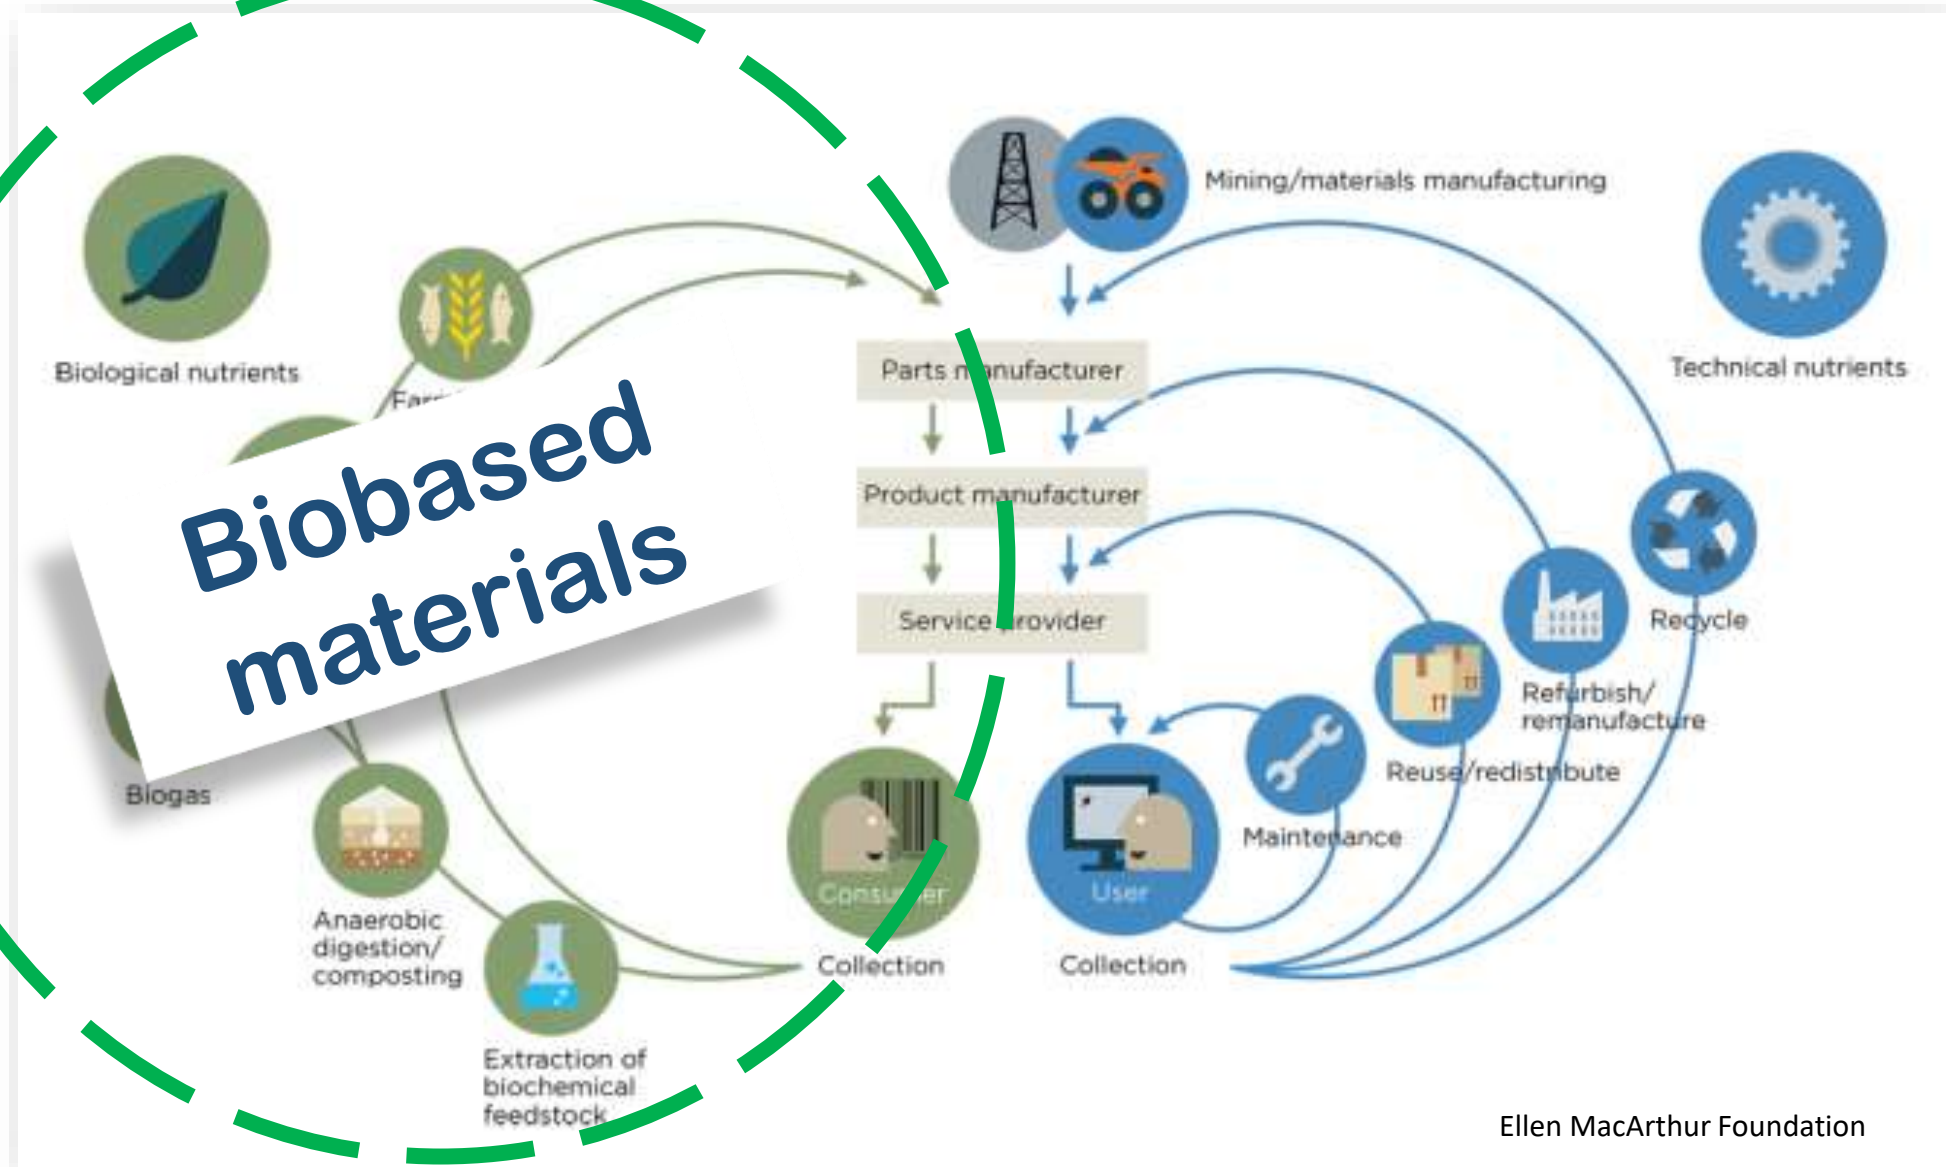 Mining/materials manufacturing
Biological nutrients
Technical nutrients
Parts manufacturer
Biobased
materials
Product manufacturer
Service provider
Recycle
Refurbish/
remanufacture
Reuse/redistribute
Biogas
Maintenance
Consumer
User
Anaerobic
digestion/
composting
Collection
Collection
Extraction of
biochemical
feedstock
Ellen MacArthur Foundation